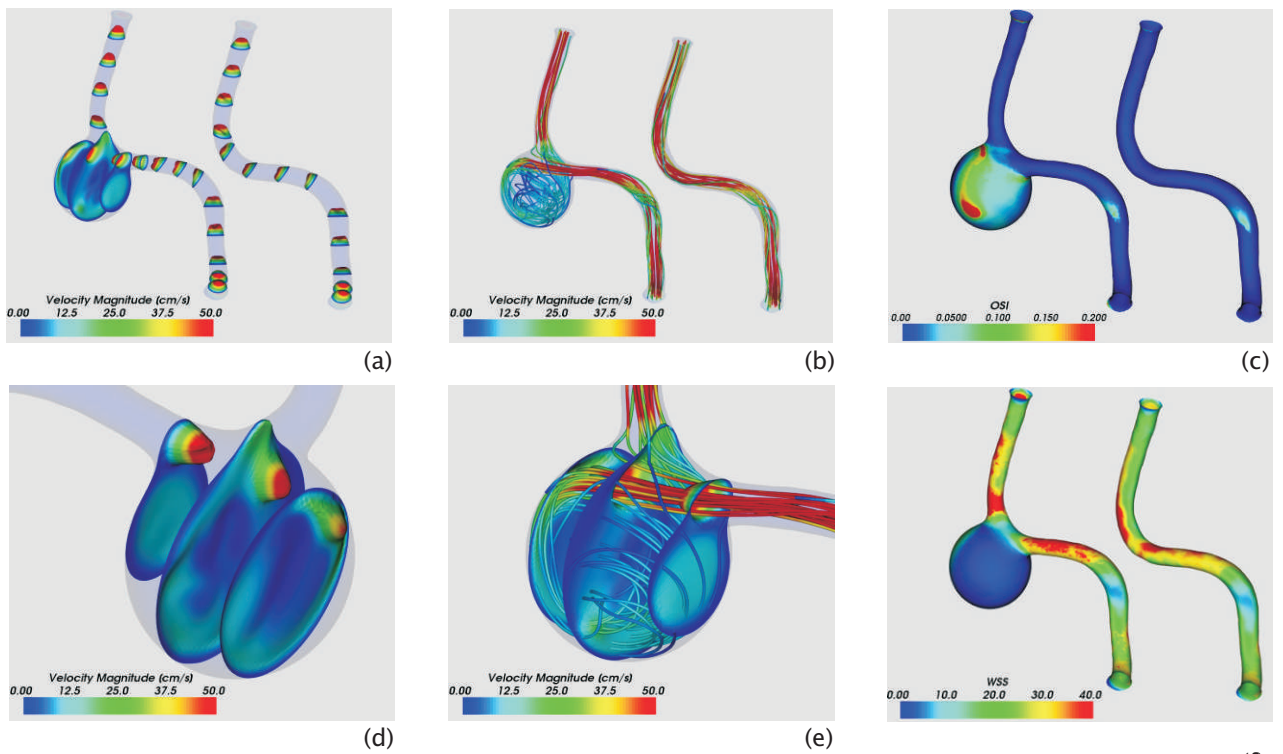 Velocity Magnitude (cm/s)
0.00 12.5 25.0 37.5 50.0
(a)
Velocity Magnitude (cm/s)
0.00 12.5 25.0 37.5 50.0
(b)
OSI
0.00 0.0500 0.100 0.150 0.200
(c)
Velocity Magnitude (cm/s)
0.00 12.5 25.0 37.5 50.0
(d)
Velocity Magnitude (cm/s)
0.00 12.5 25.0 37.5 50.0
(e)
WSS
0.00 10.0 20.0 30.0 40.0